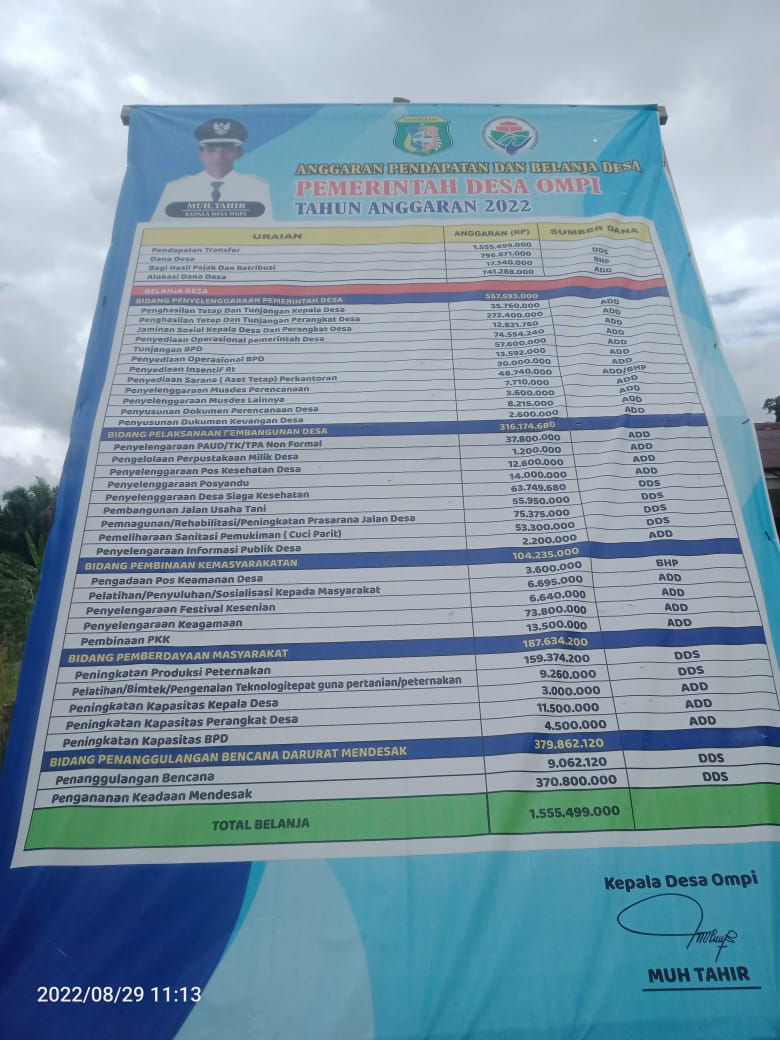 ANGGARAN PENDAPATAN DAN BELANJA DESA
PEMERINTAH DESA OMPI
TAHUN ANGGARAN 2022
MUH.TAHIR
KEPALA DESA OMPI
URAIAN ANGGARAN (RP) SUMBER DANA
Pendapatan Transfer 1.555.499.000
Dana Desa 796.871.000 DDS
Bagi Hasil Pajak Dan Retribusi 17.340.000 BHP
Alokasi Dana Desa 741.288.000 ADD
BELANJA DESA
BIDANG PENYELENGGARAAN PEMERINTAH DESA 567.593.000
Penghasilan Tetap Dan Tunjangan Kepala Desa 35.760.000 ADD
Penghasilan Tetap Dan Tunjangan Perangkat Desa 272.400.000 ADD
Jaminan Sosial Kepala Desa Dan Perangkat Desa 12.821.760 ADD
Penyediaan Operasional pemerintah Desa 74.554.240 ADD
Tunjangan BPD 57.600.000 ADD
Penyediaan Operasional BPD 13.592.000 ADD
Penyediaan Insentif Rt 30.000.000 ADD
Penyediaan Sarana ( Aset Tetap) Perkantoran 48.740.000 ADD/BHP
Penyelenggaraan Musdes Perencanaan 7.710.000 ADD
Penyelenggaraan Musdes Lainnya 3.600.000 ADD
Penyusunan Dokumen Perencanaan Desa 8.215.000 ADD
Penyusunan Dukumen Keuangan Desa 2.600.000 ADD
BIDANG PELAKSANAAN PEMBANGUNAN DESA 316.174.680
Penyelengaraan PAUD/TK/TPA Non Formal 37.800.000 ADD
Pengelolaan Perpustakaan Milik Desa 1.200.000 ADD
Penyelenggaraan Pos Kesehatan Desa 12.600.000 ADD
Penyelenggaraan Posyandu 14.000.000 ADD
Penyelenggaraan Desa Siaga Kesehatan 63.749.680 DDS
Pembangunan Jalan Usaha Tani 55.950.000 DDS
Pemnagunan/Rehabilitasi/Peningkatan Prasarana Jalan Desa 75.375.000 DDS
Pemeliharaan Sanitasi Pemukiman ( Cuci Parit) 53.300.000 DDS
Penyelengaraan Informasi Publik Desa 2.200.000 ADD
BIDANG PEMBINAAN KEMASYARAKATAN 104.235.000
Pengadaan Pos Keamanan Desa 3.600.000 BHP
Pelatihan/Penyuluhan/Sosialisasi Kepada Masyarakat 6.695.000 ADD
Penyelengaraan Festival Kesenian 6.640.000 ADD
Penyelengaraan Keagamaan 73.800.000 ADD
Pembinaan PKK 13.500.000 ADD
BIDANG PEMBERDAYAAN MASYARAKAT 187.634.200
Peningkatan Produksi Peternakan 159.374.200 DDS
Pelatihan/Bimtek/Pengenalan Teknologitepat guna pertanian/peternakan 9.260.000 DDS
Peningkatan Kapasitas Kepala Desa 3.000.000 ADD
Peningkatan Kapasitas Perangkat Desa 11.500.000 ADD
Peningkatan Kapasitas BPD 4.500.000 ADD
BIDANG PENANGGULANGAN BENCANA DARURAT MENDESAK 379.862.120
Penanggulangan Bencana 9.062.120 DDS
Pengananan Keadaan Mendesak 370.800.000 DDS
TOTAL BELANJA 1.555.499.000
Kepala Desa Ompi
MUH TAHIR
2022/08/29 11:13